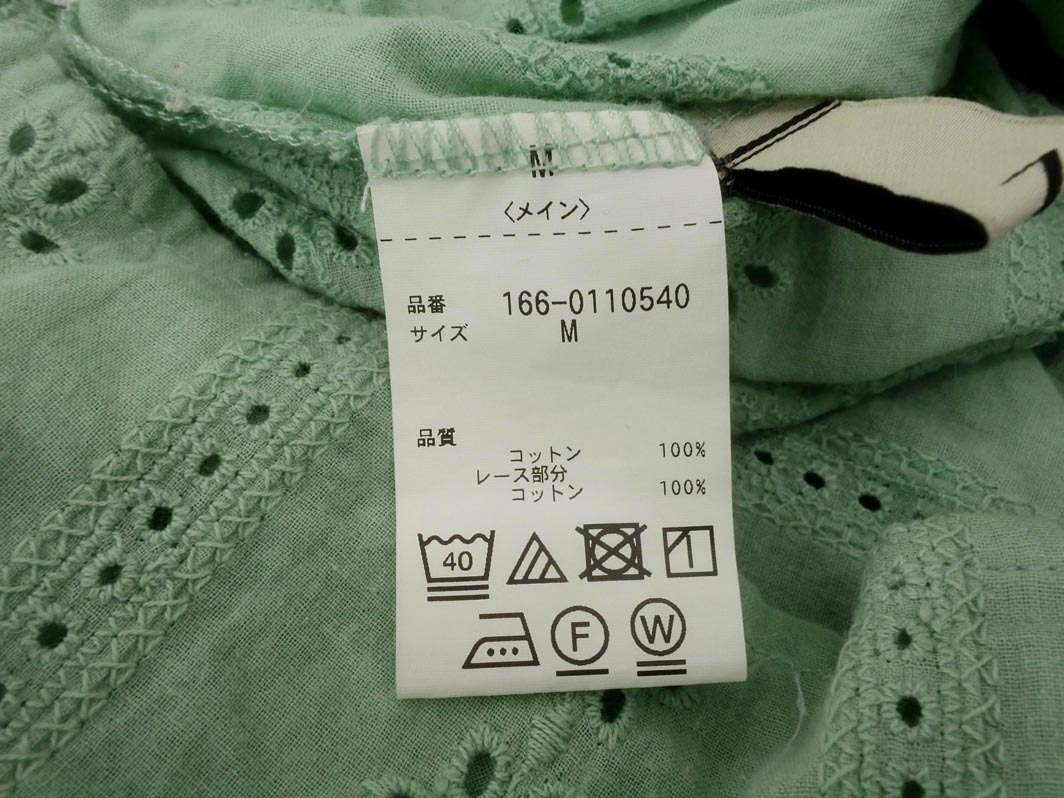 M
〈メイン〉
品番 166-0110540
サイズ M
品質
コットン 100%
レース部分
コットン 100%
40
F W